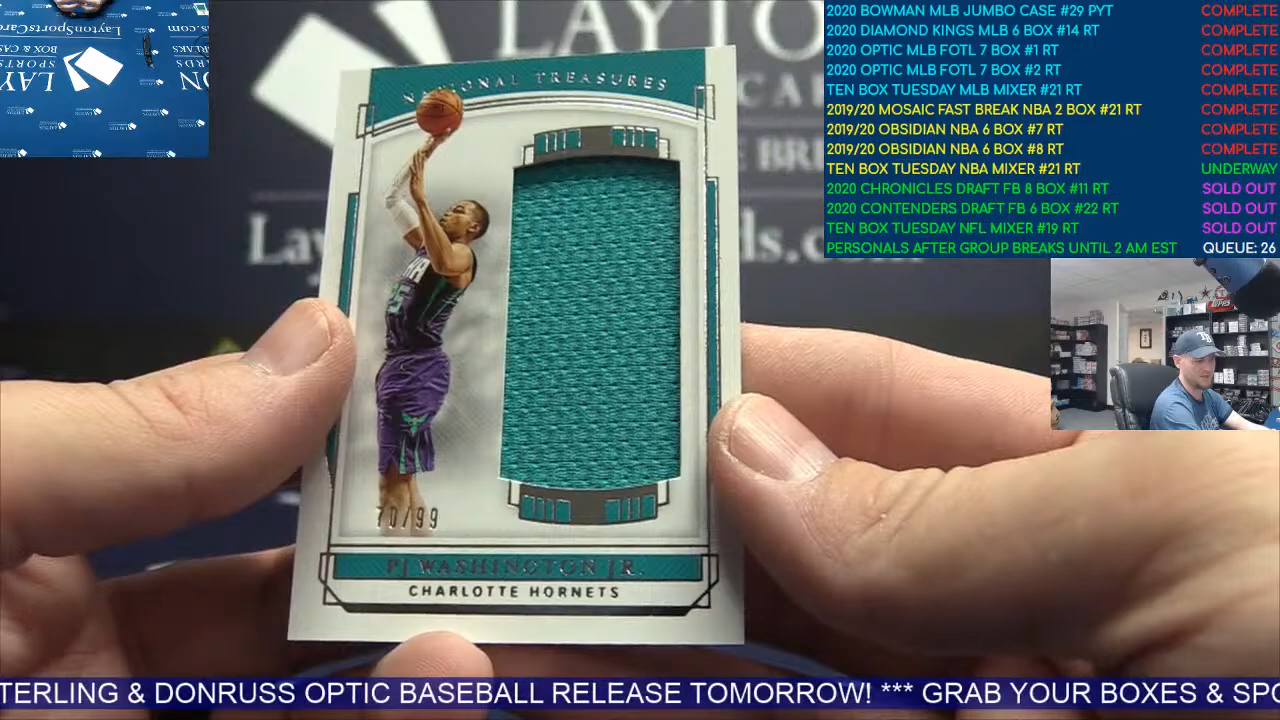 2020 BOWMAN MLB JUMBO CASE #29 PYT COMPLETE
2020 DIAMOND KINGS MLB 6 BOX #14 RT COMPLETE
2020 OPTIC MLB FOTL 7 BOX #1 RT COMPLETE
2020 OPTIC MLB FOTL 7 BOX #2 RT COMPLETE
TEN BOX TUESDAY MLB MIXER #21 RT COMPLETE
2019/20 MOSAIC FAST BREAK NBA 2 BOX #21 RT COMPLETE
2019/20 OBSIDIAN NBA 6 BOX #7 RT COMPLETE
2019/20 OBSIDIAN NBA 6 BOX #8 RT COMPLETE
TEN BOX TUESDAY NBA MIXER #21 RT UNDERWAY
2020 CHRONICLES DRAFT FB 8 BOX #11 RT SOLD OUT
2020 CONTENDERS DRAFT FB 6 BOX #22 RT SOLD OUT
TEN BOX TUESDAY NFL MIXER #19 RT SOLD OUT
PERSONALS AFTER GROUP BREAKS UNTIL 2 AM EST QUEUE: 26
LAYTO
NATIONAL TREASURES
70/99
PJ WASHINGTON JR.
CHARLOTTE HORNETS
TERLING & DONRUSS OPTIC BASEBALL RELEASE TOMORROW! *** GRAB YOUR BOXES & SPO